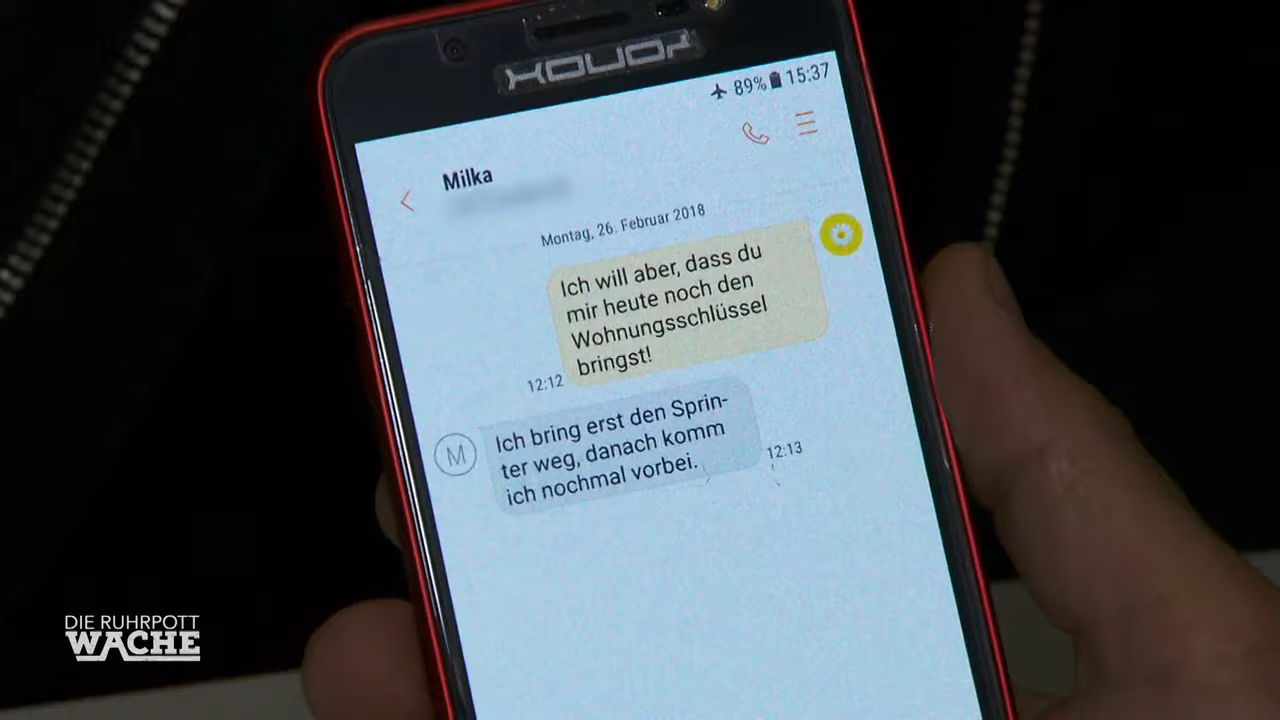 XOUOX
89% 15:37
Milka
Montag, 26. Februar 2018
Ich will aber, dass du
mir heute noch den
Wohnungsschlüssel
bringst!
12:12
M
Ich bring erst den Sprin-
ter weg, danach komm
ich nochmal vorbei.
12:13
DIE RUHRPOTT
WACHE